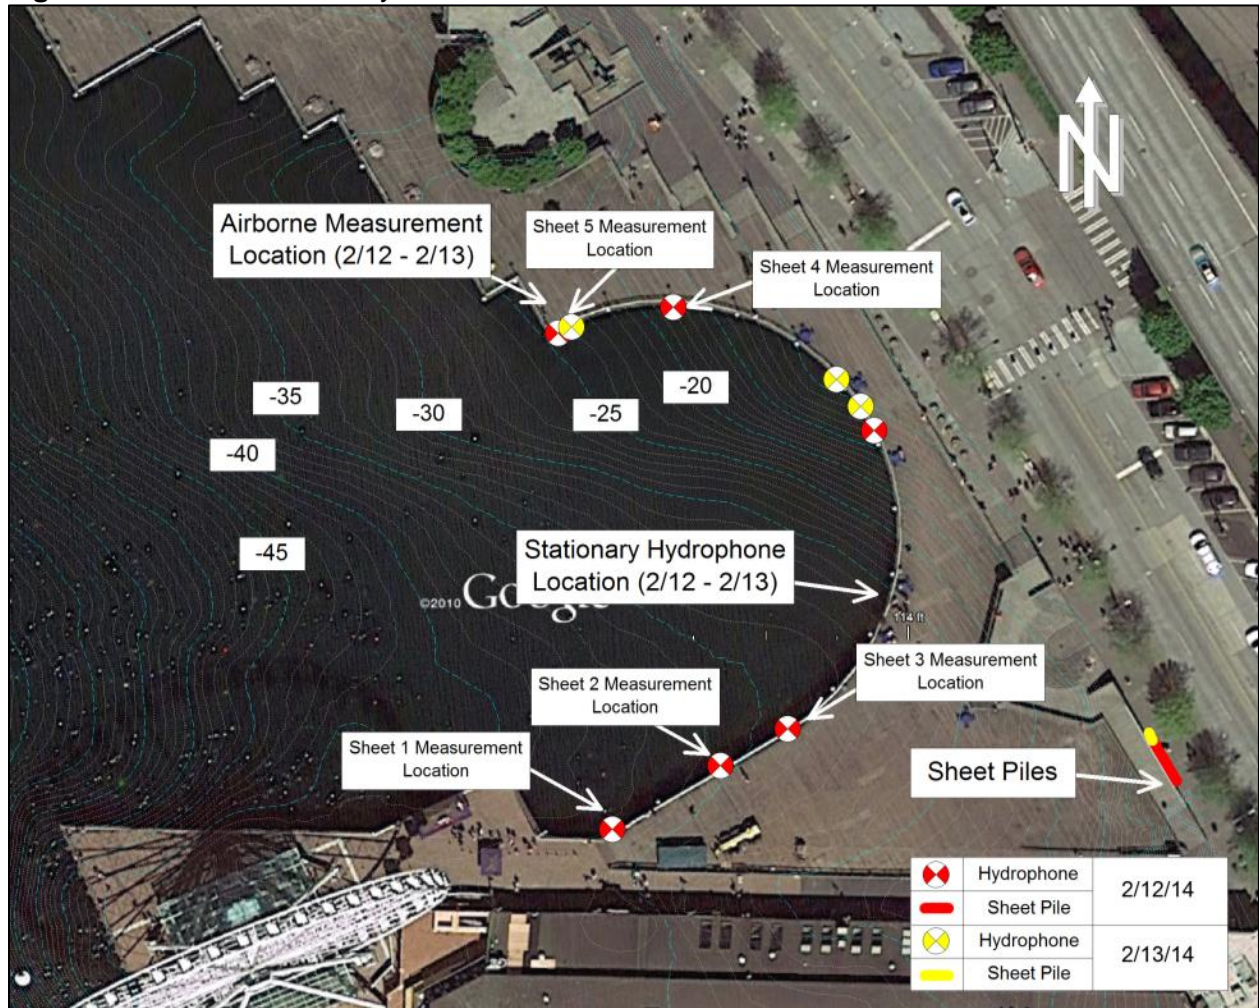 N
Airborne Measurement
Location (2/12 - 2/13)
Sheet 5 Measurement
Location
Sheet 4 Measurement
Location
-20
-35
-30
-25
-40
-45
Stationary Hydrophone
Location (2/12 - 2/13)
©2010 Google
114 ft
Sheet 3 Measurement
Location
Sheet 2 Measurement
Location
Sheet 1 Measurement
Location
Sheet Piles
Hydrophone
Sheet Pile
2/12/14
Hydrophone
Sheet Pile
2/13/14